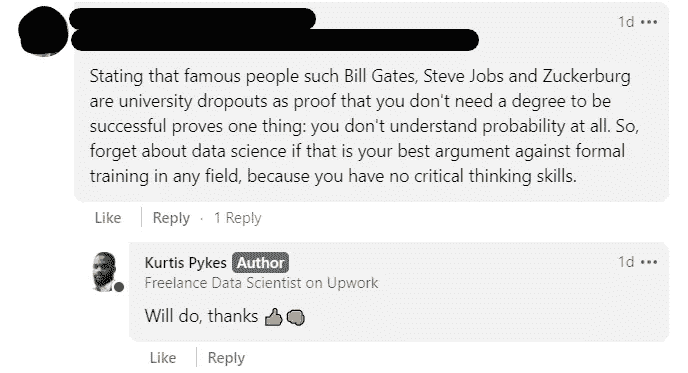 1d •••
Stating that famous people such Bill Gates, Steve Jobs and Zuckerburg
are university dropouts as proof that you don't need a degree to be
successful proves one thing: you don't understand probability at all. So,
forget about data science if that is your best argument against formal
training in any field, because you have no critical thinking skills.
Like Reply · 1 Reply
Kurtis Pykes Author 1d •••
Freelance Data Scientist on Upwork
Will do, thanks 👍👊
Like Reply